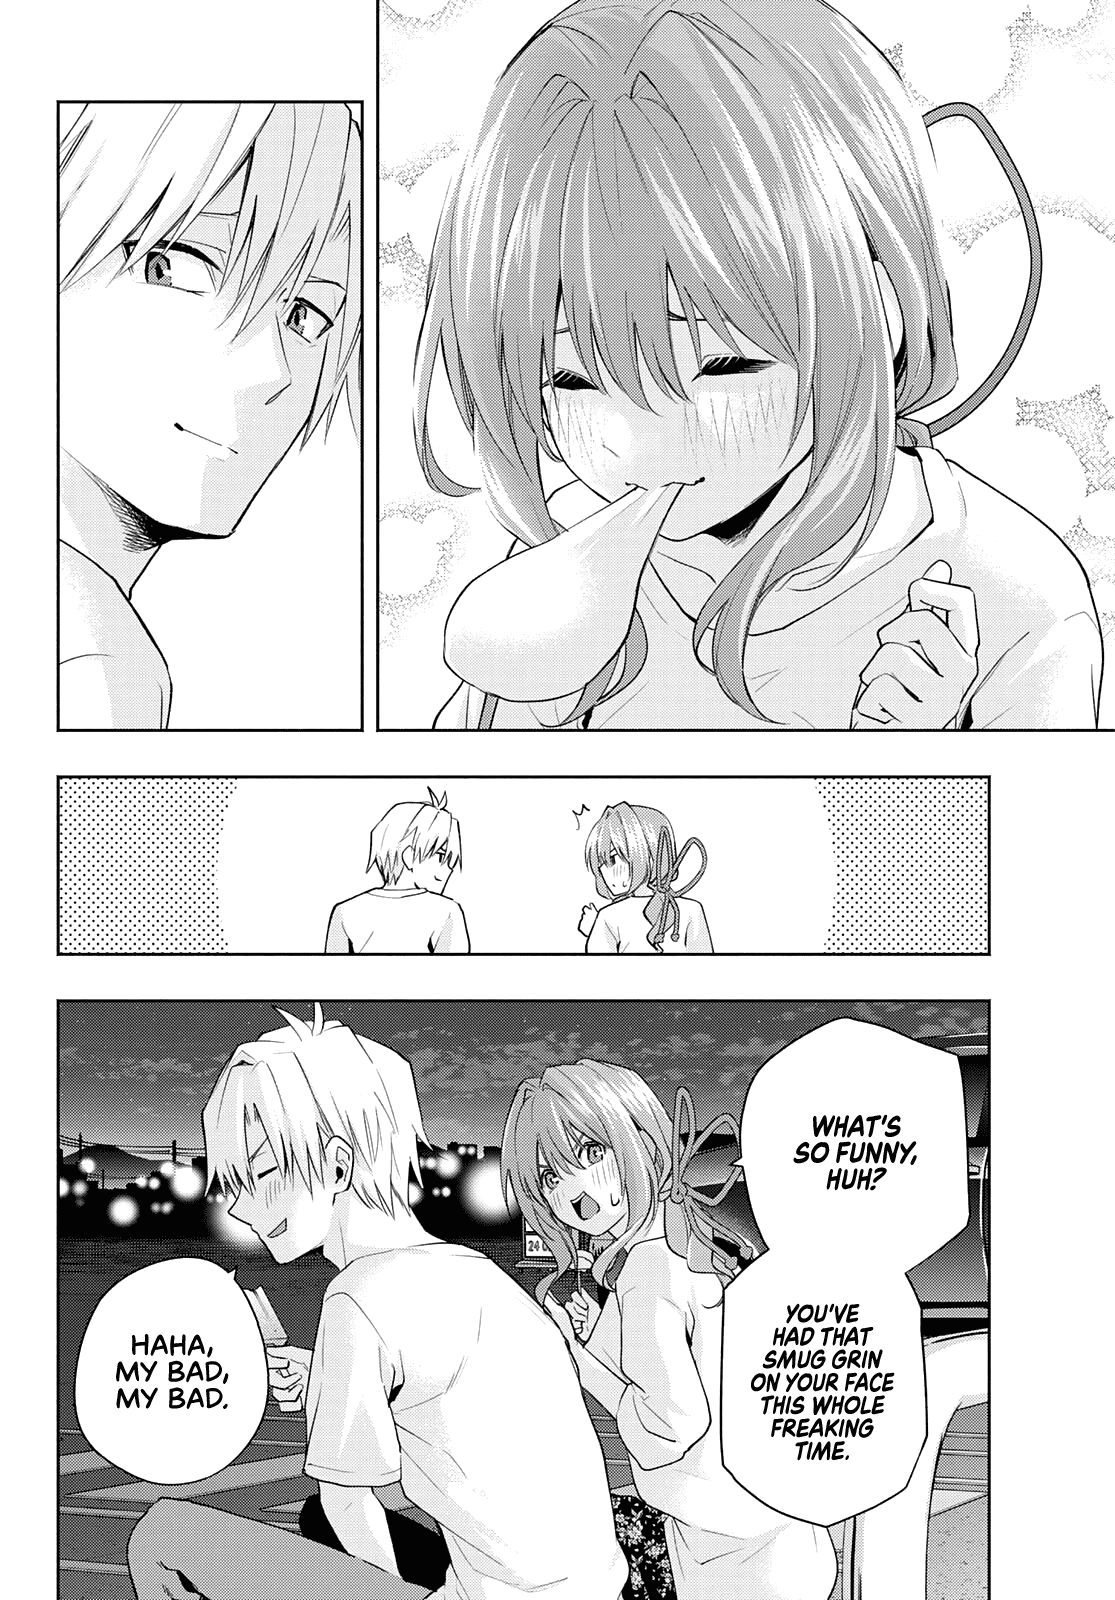 WHAT'S
SO FUNNY,
HUH?
YOU'VE
HAD THAT
SMUG GRIN
ON YOUR FACE
THIS WHOLE
FREAKING
TIME.
HAHA,
MY BAD,
MY BAD.
24